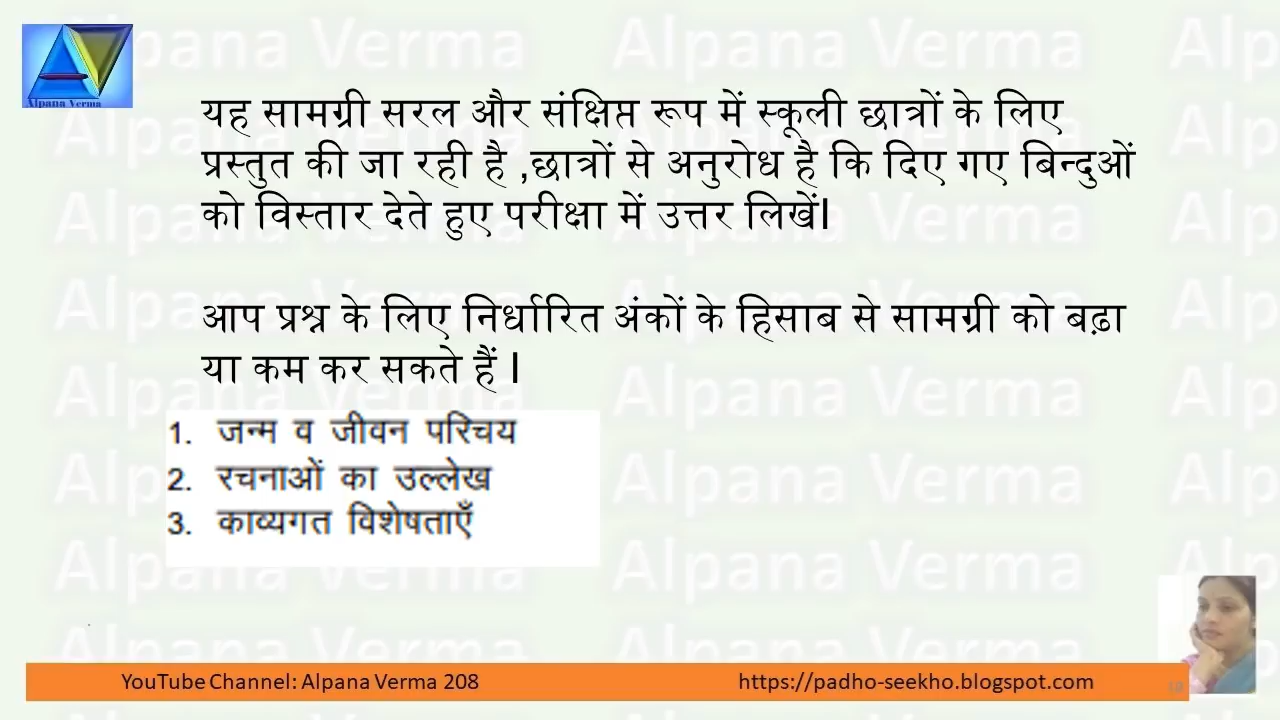 Alpana Verma
यह सामग्री सरल और संक्षिप्त रूप में स्कूली छात्रों के लिए
प्रस्तुत की जा रही है ,छात्रों से अनुरोध है कि दिए गए बिन्दुओं
को विस्तार देते हुए परीक्षा में उत्तर लिखें।
आप प्रश्न के लिए निर्धारित अंकों के हिसाब से सामग्री को बढ़ा
या कम कर सकते हैं ।
1. जन्म व जीवन परिचय
2. रचनाओं का उल्लेख
3. काव्यगत विशेषताएँ
YouTube Channel: Alpana Verma 208
https://padho-seekho.blogspot.com